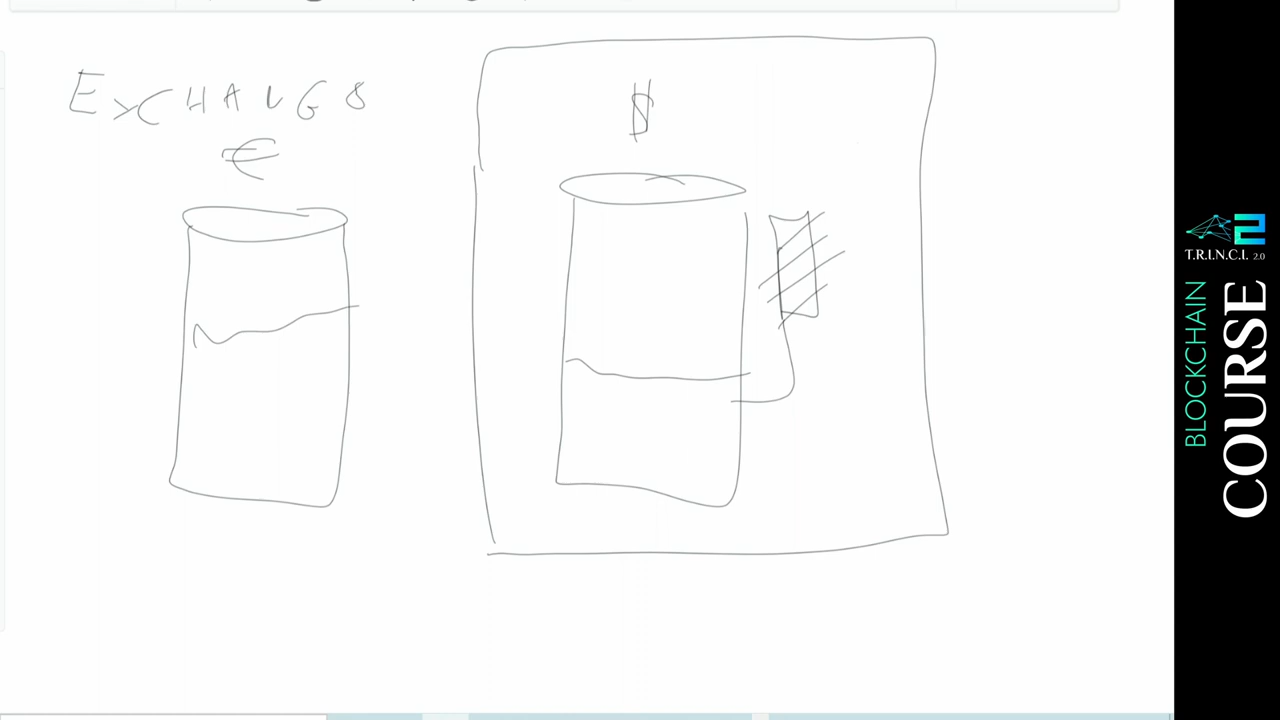 EXCHANGE
€
$
T.R.I.N.C.I. 2.0
BLOCKCHAIN
COURSE